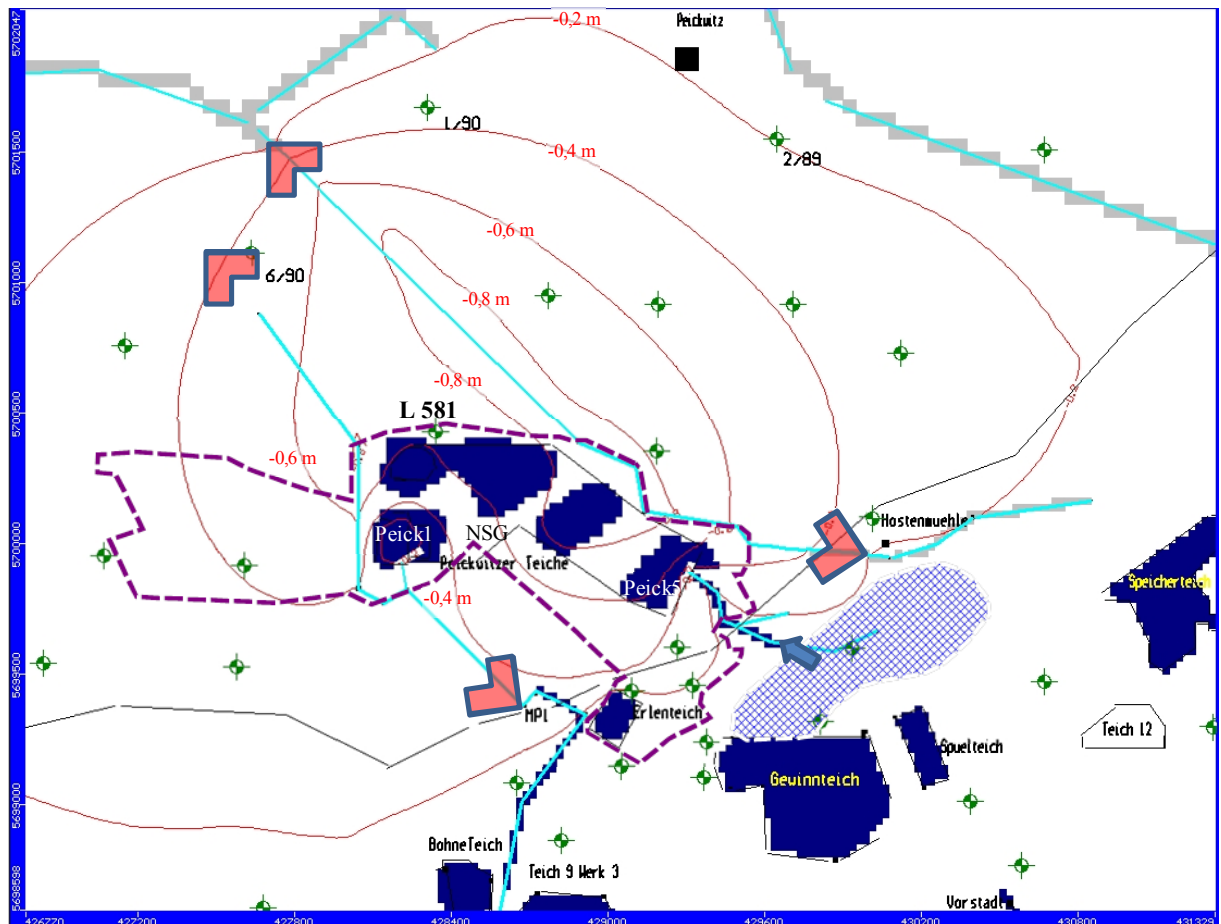 5702047
5701500
5701000
5700500
5700000
5699500
5699000
5698598
-0,2 m
Peickwitz
1/90
-0,4 m
2/89
-0,6 m
6/90
-0,8 m
-0,8 m
L 581
-0,6 m
Hostenmuehle
Peick1
NSG
Peickwitzer Teiche
Peick5
Speicherteich
-0,4 m
MP1
Erlenteich
Teich 12
Spuelteich
Gewinnteich
BohneTeich
Teich 9 Werk 3
Vorstadt
426770
427200
427800
428400
429000
429600
430200
430800
431329